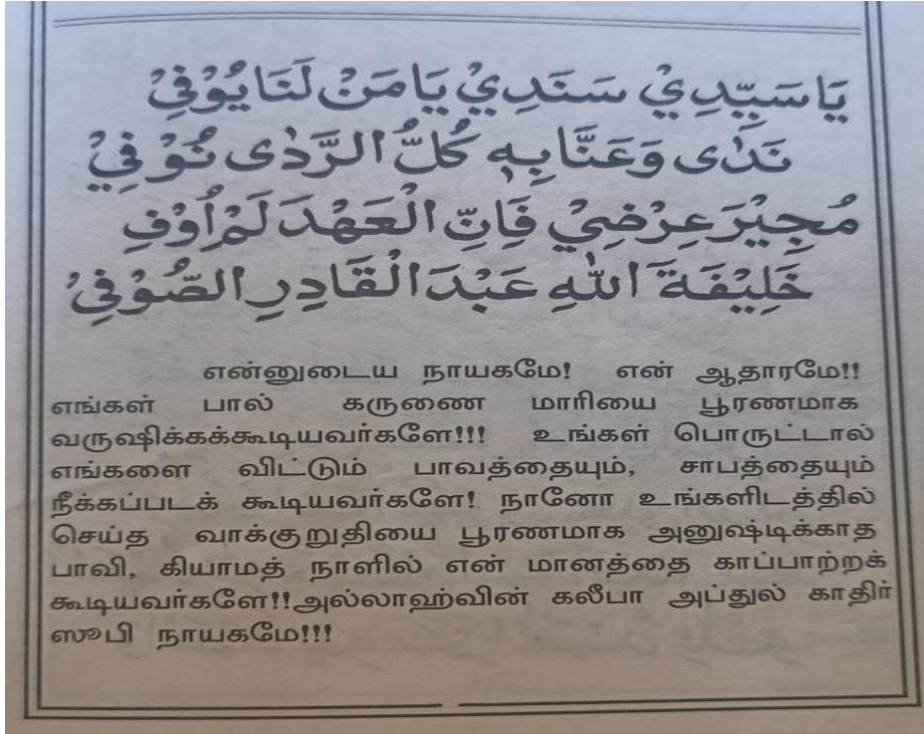 يَا سَيِّدِيْ سَنَدِيْ يَا مَنْ لَنَا يُوْفِيْ
نَدٰى وَعَنَّا بِهٖ كُلُّ الرَّدٰى نُوْفِيْ
مُجِيْرَ عِرْضِيْ فَاِنِّ الْعَهْدَ لَمْ اُوْفِ
خَلِيْفَةَ اللهِ عَبْدَ الْقَادِرِ الصُّوْفِيْ
என்னுடைய நாயகமே! என் ஆதாரமே!!
எங்கள் பால் கருணை மாரியை பூரணமாக
வருஷிக்கக்கூடியவர்களே!!! உங்கள் பொருட்டால்
எங்களை விட்டும் பாவத்தையும், சாபத்தையும்
நீக்கப்படக் கூடியவர்களே! நானோ உங்களிடத்தில்
செய்த வாக்குறுதியை பூரணமாக அனுஷ்டிக்காத
பாவி, கியாமத் நாளில் என் மானத்தை காப்பாற்றக்
கூடியவர்களே!!அல்லாஹ்வின் கலீபா அப்துல் காதிர்
ஸூபி நாயகமே!!!